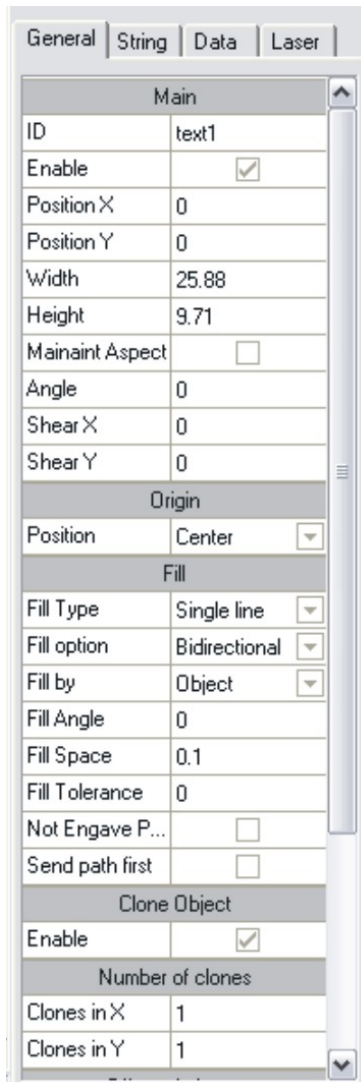 General String Data Laser
Main
ID text1
Enable
Position X 0
Position Y 0
Width 25.88
Height 9.71
Mainaint Aspect
Angle 0
Shear X 0
Shear Y 0
Origin
Position Center
Fill
Fill Type Single line
Fill option Bidirectional
Fill by Object
Fill Angle 0
Fill Space 0.1
Fill Tolerance 0
Not Engave P...
Send path first
Clone Object
Enable
Number of clones
Clones in X 1
Clones in Y 1